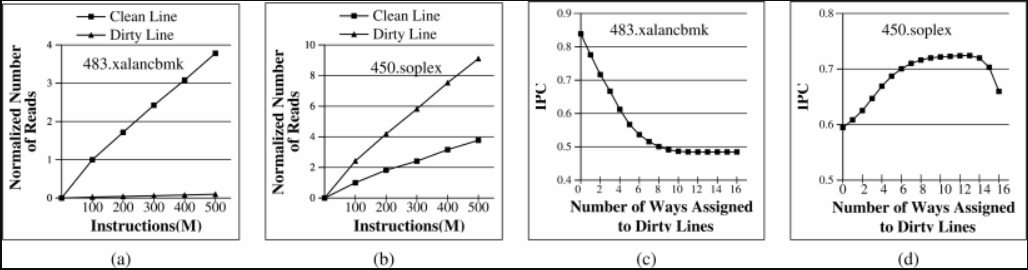 Clean Line
Dirty Line
4
3
2
1
0
483.xalancbmk
Normalized Number
of Reads
100 200 300 400 500
Instructions(M)
(a)
Clean Line
Dirty Line
10
8
6
4
2
0
450.soplex
Normalized Number
of Reads
100 200 300 400 500
Instructions(M)
(b)
0.9
0.8
0.7
0.6
0.5
0.4
483.xalancbmk
IPC
0 2 4 6 8 10 12 14 16
Number of Ways Assigned
to Dirty Lines
(c)
0.8
0.7
0.6
0.5
450.soplex
IPC
0 2 4 6 8 10 12 14 16
Number of Ways Assigned
to Dirty Lines
(d)